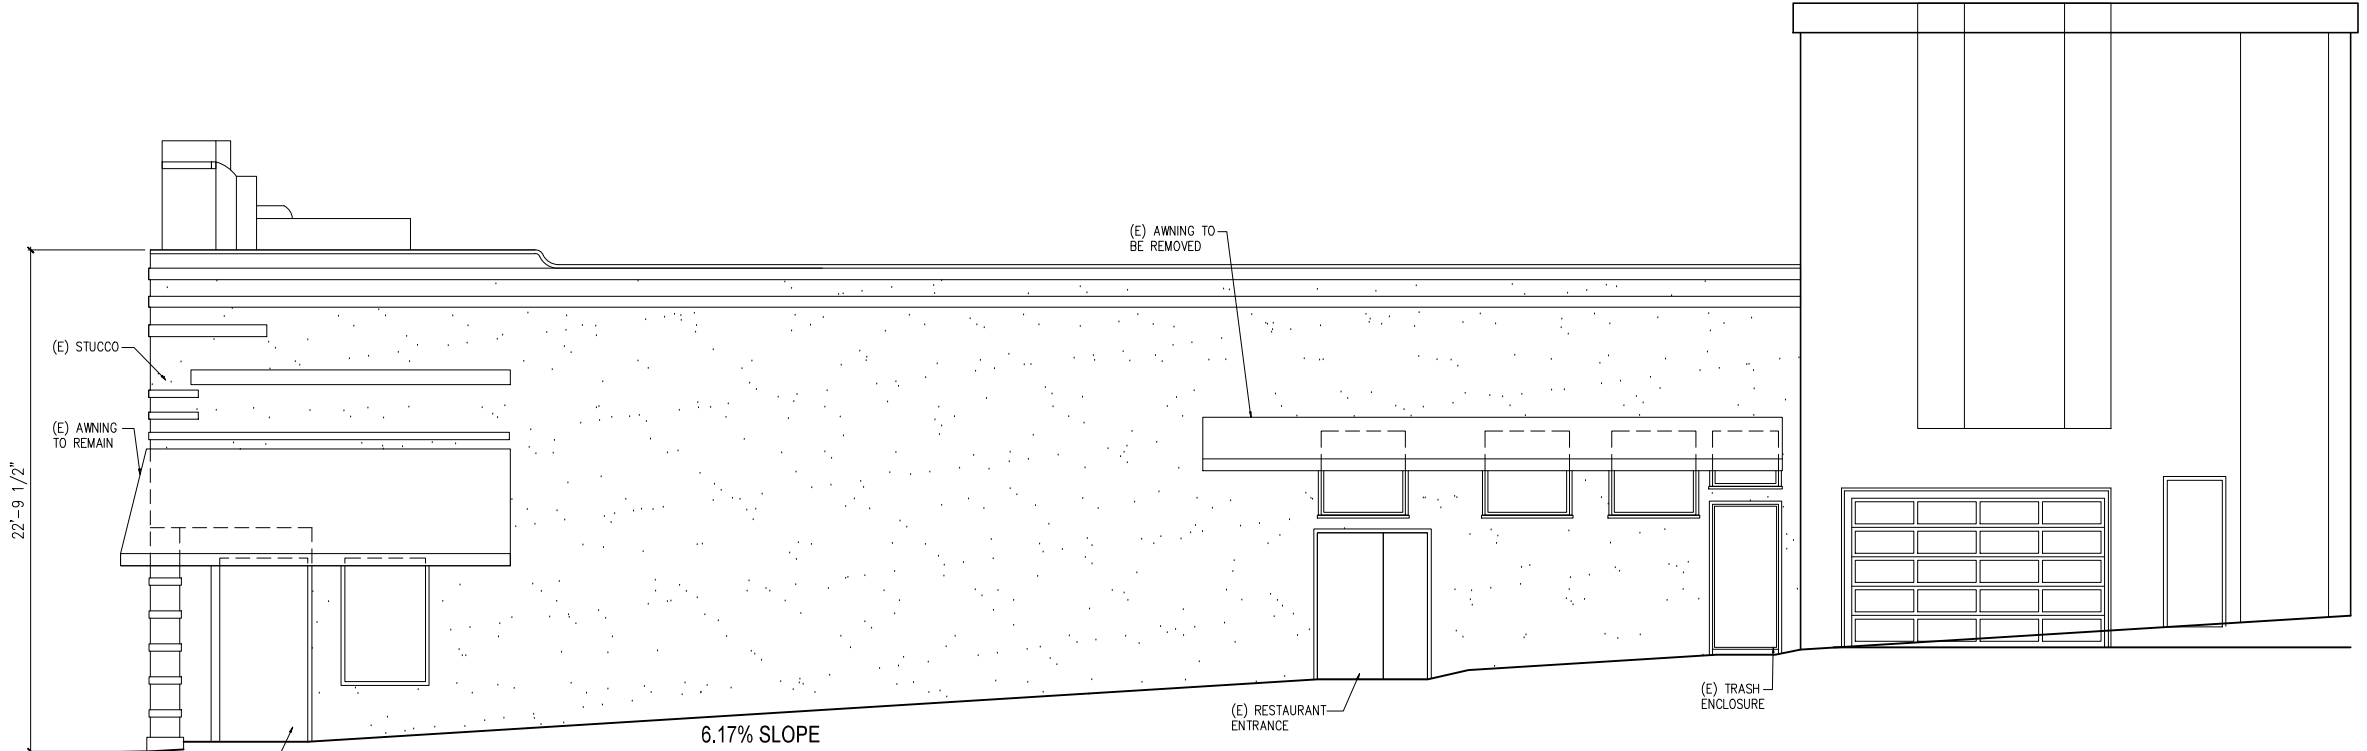 (E) AWNING TO
BE REMOVED
(E) STUCCO
(E) AWNING
TO REMAIN
22'-9 1/2"
(E) TRASH
ENCLOSURE
(E) RESTAURANT
ENTRANCE
6.17% SLOPE